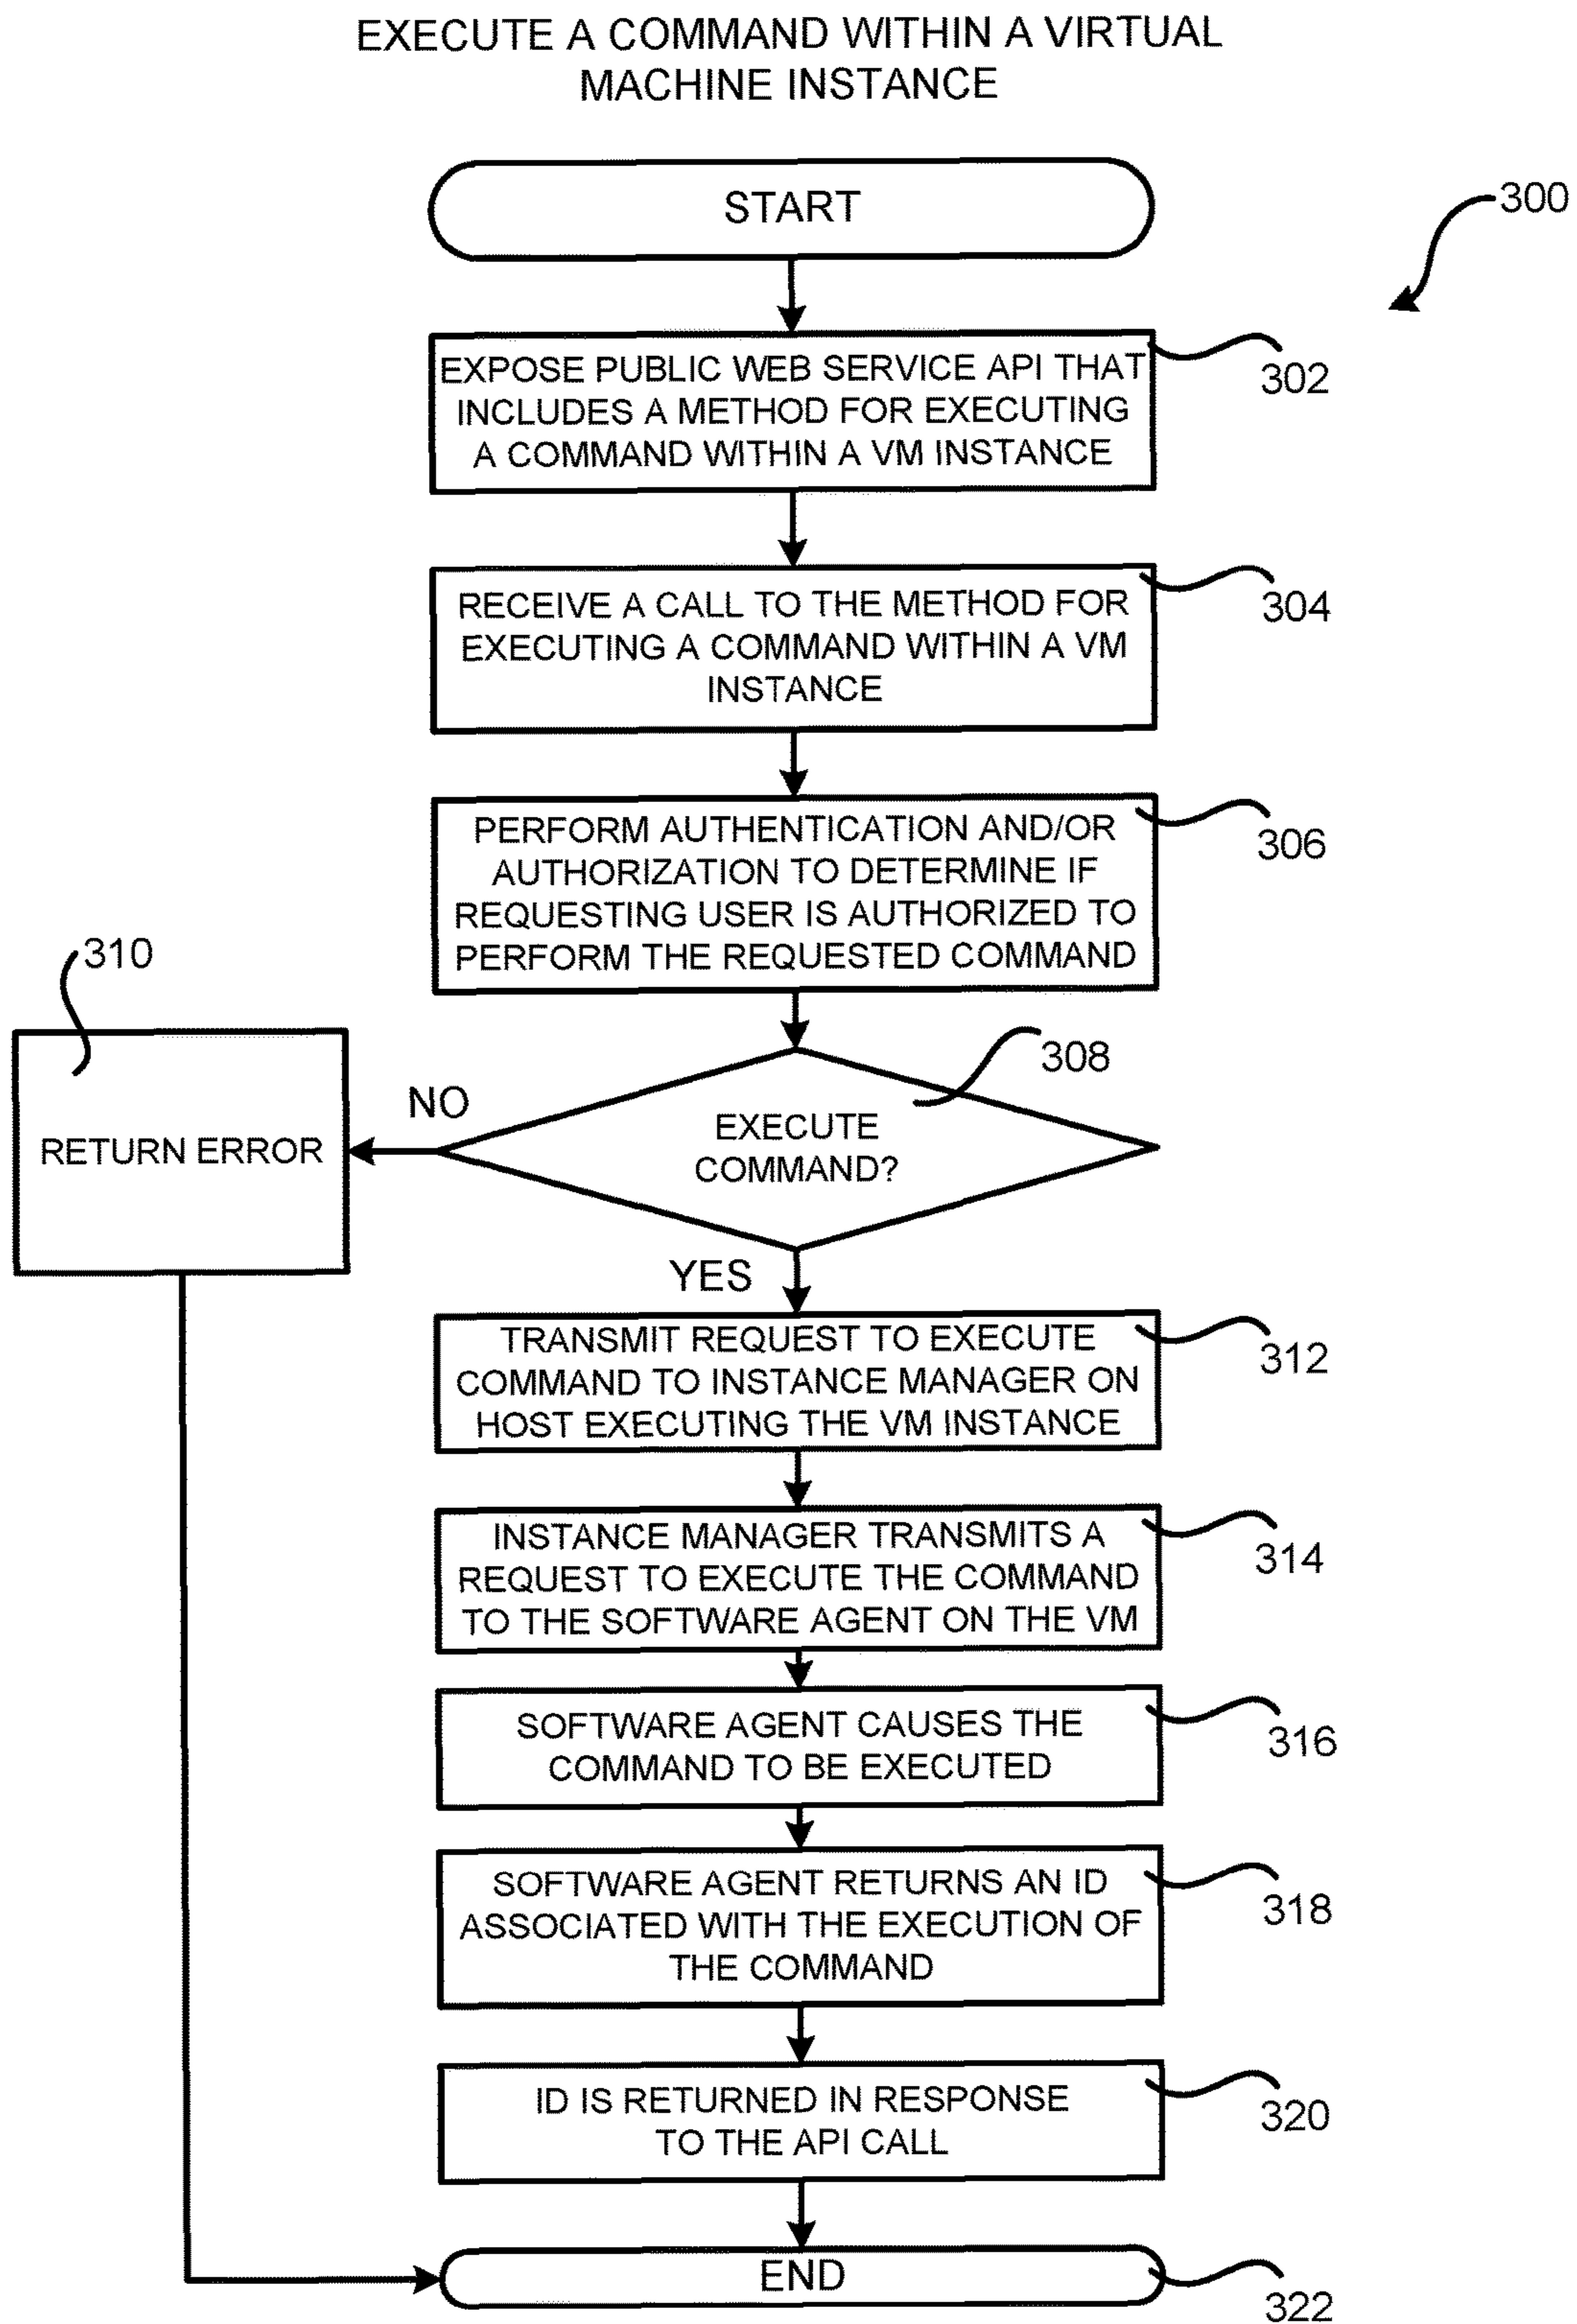 EXECUTE A COMMAND WITHIN A VIRTUAL
MACHINE INSTANCE
START
300
EXPOSE PUBLIC WEB SERVICE API THAT
INCLUDES A METHOD FOR EXECUTING
A COMMAND WITHIN A VM INSTANCE
302
RECEIVE A CALL TO THE METHOD FOR
EXECUTING A COMMAND WITHIN A VM
INSTANCE
304
PERFORM AUTHENTICATION AND/OR
AUTHORIZATION TO DETERMINE IF
REQUESTING USER IS AUTHORIZED TO
PERFORM THE REQUESTED COMMAND
306
310
RETURN ERROR
NO
EXECUTE
COMMAND?
308
YES
TRANSMIT REQUEST TO EXECUTE
COMMAND TO INSTANCE MANAGER ON
HOST EXECUTING THE VM INSTANCE
312
INSTANCE MANAGER TRANSMITS A
REQUEST TO EXECUTE THE COMMAND
TO THE SOFTWARE AGENT ON THE VM
314
SOFTWARE AGENT CAUSES THE
COMMAND TO BE EXECUTED
316
SOFTWARE AGENT RETURNS AN ID
ASSOCIATED WITH THE EXECUTION OF
THE COMMAND
318
ID IS RETURNED IN RESPONSE
TO THE API CALL
320
END
322